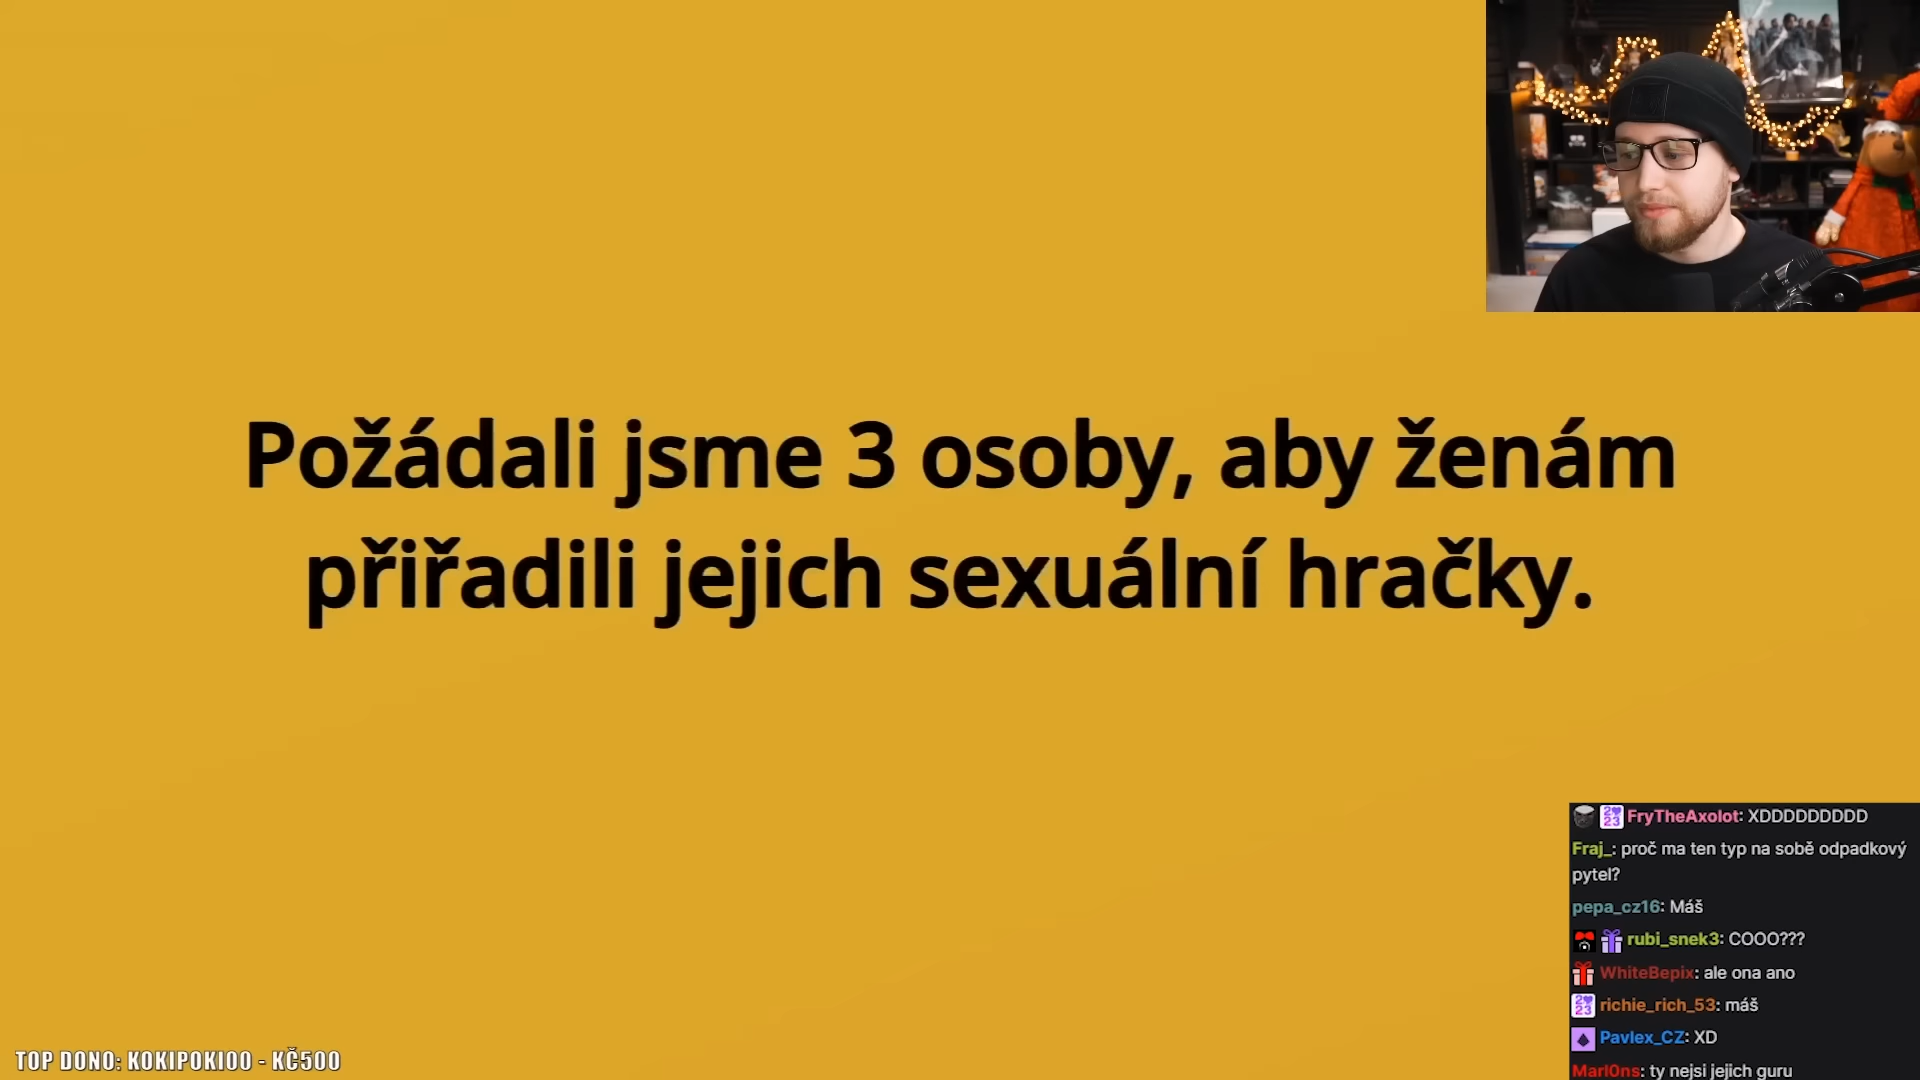 Požádali jsme 3 osoby, aby ženám
přiřadili jejich sexuální hračky.
FryTheAxolot: XDDDDDDDDD
Fraj_: proč ma ten typ na sobě odpadkový
pytel?
pepa_cz16: Máš
rubi_snek3: COOO???
WhiteBepix: ale ona ano
richie_rich_53: máš
Pavlex_CZ: XD
Marl0ns: ty nejsi jejich guru
TOP DONO: KOKIPOKI00 - KČ500